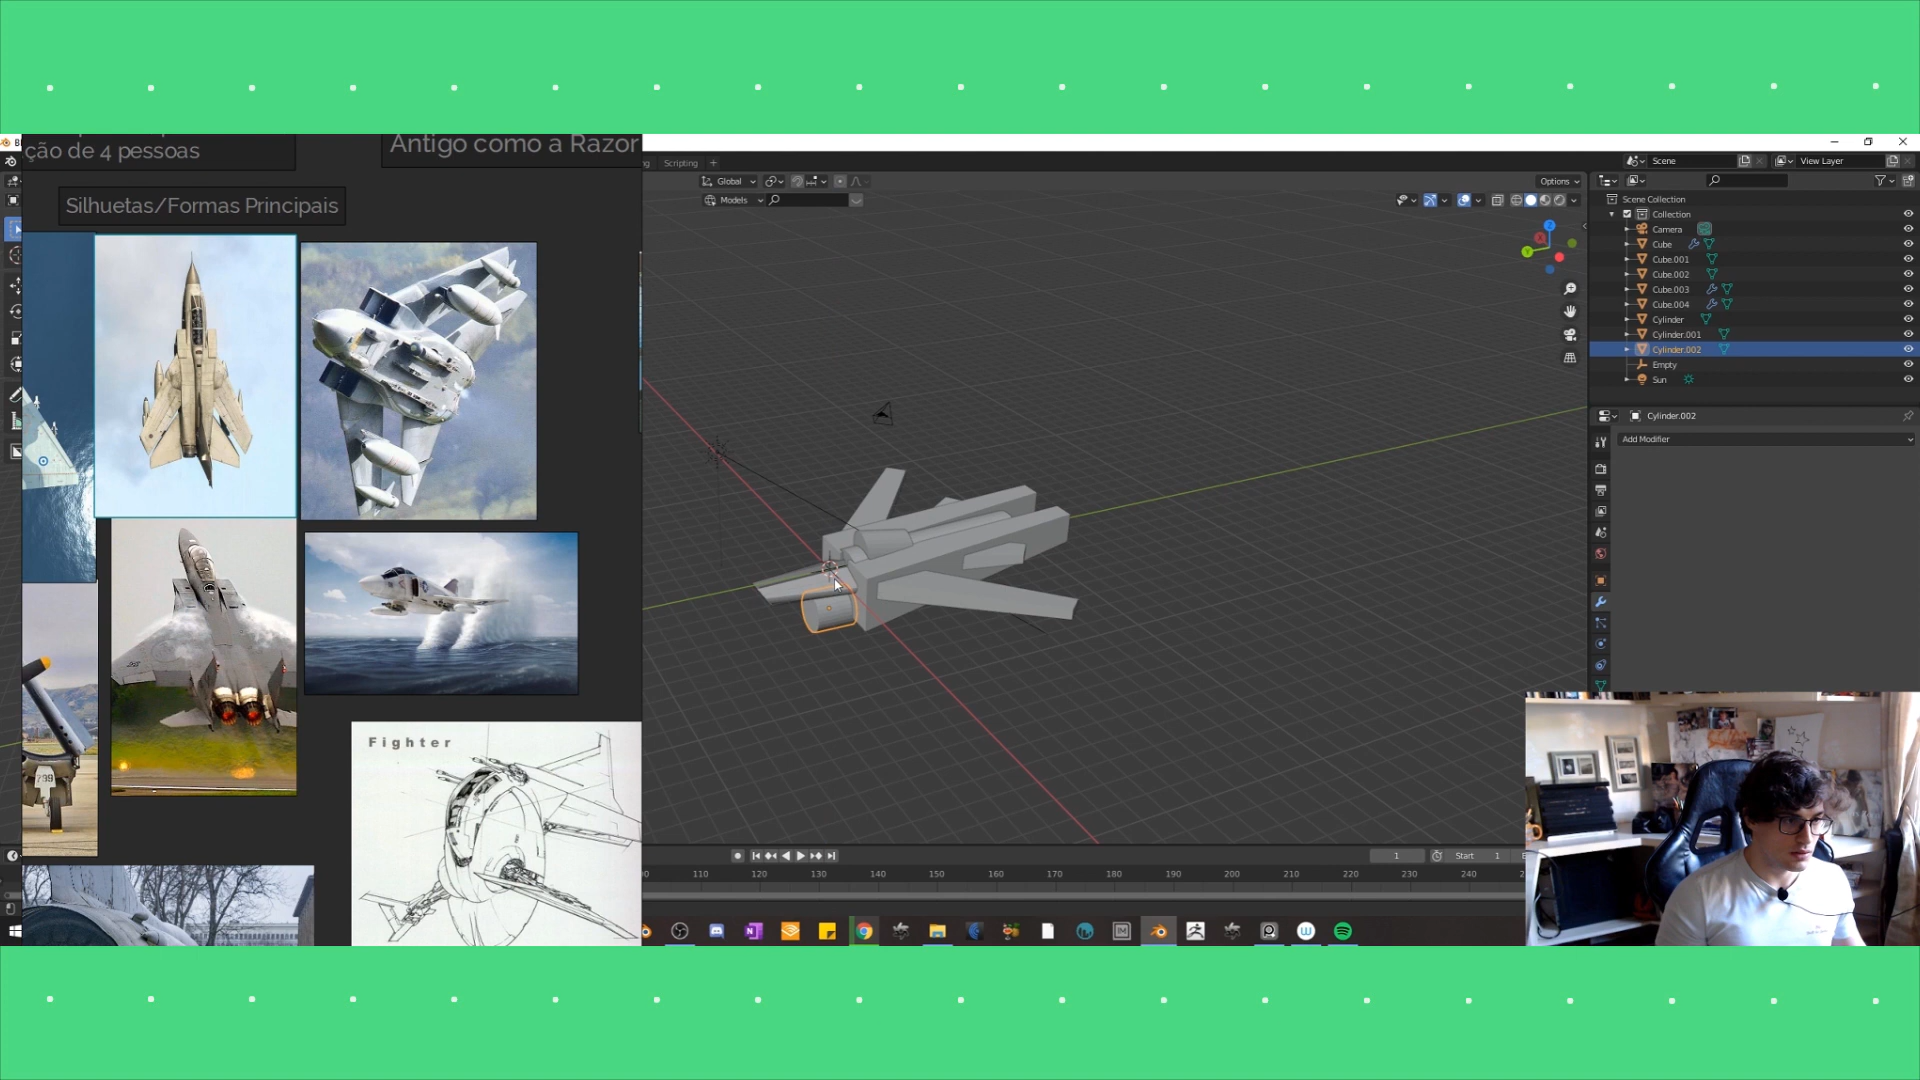 ção de 4 pessoas
Antigo como a Razor
Silhuetas/Formas Principais
Fighter
Scripting +
Scene
View Layer
Global
Options
Models
Scene Collection
Collection
Camera
Cube
Cube.001
Cube.002
Cube.003
Cube.004
Cylinder
Cylinder.001
Cylinder.002
Empty
Sun
Cylinder.002
Add Modifier
1
Start 1
110 120 130 140 150 160 170 180 190 200 210 220 230 240